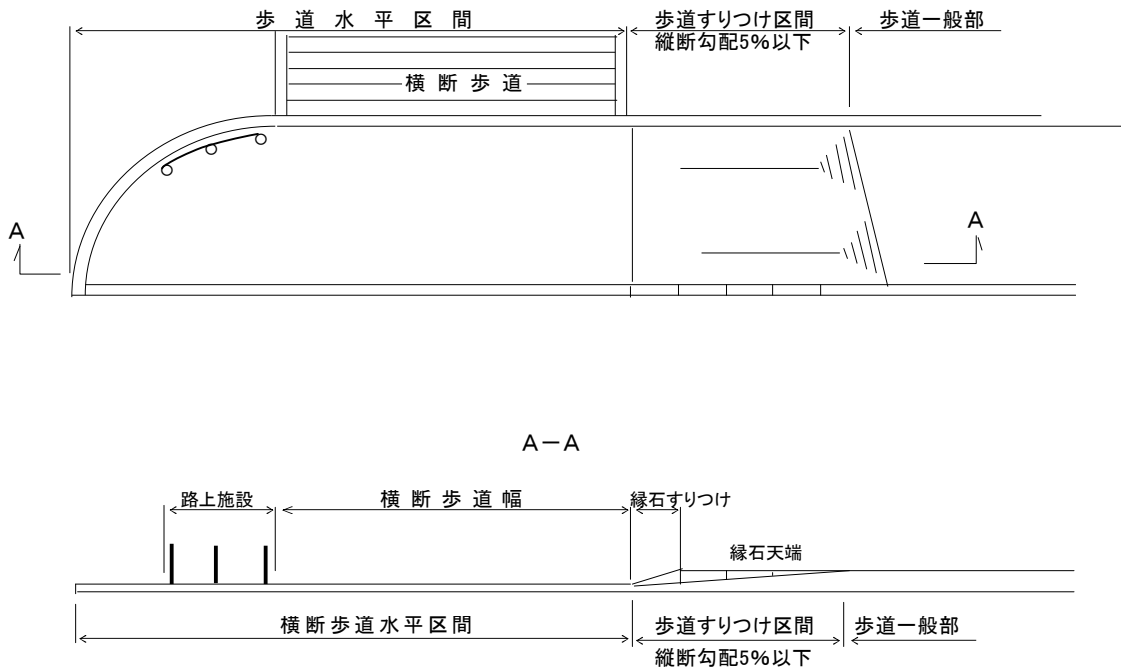 歩道水平区間
歩道すりつけ区間
縦断勾配5%以下
歩道一般部
横断歩道
A
A
A－A
路上施設
横断歩道幅
縁石すりつけ
縁石天端
横断歩道水平区間
歩道すりつけ区間
縦断勾配5%以下
歩道一般部